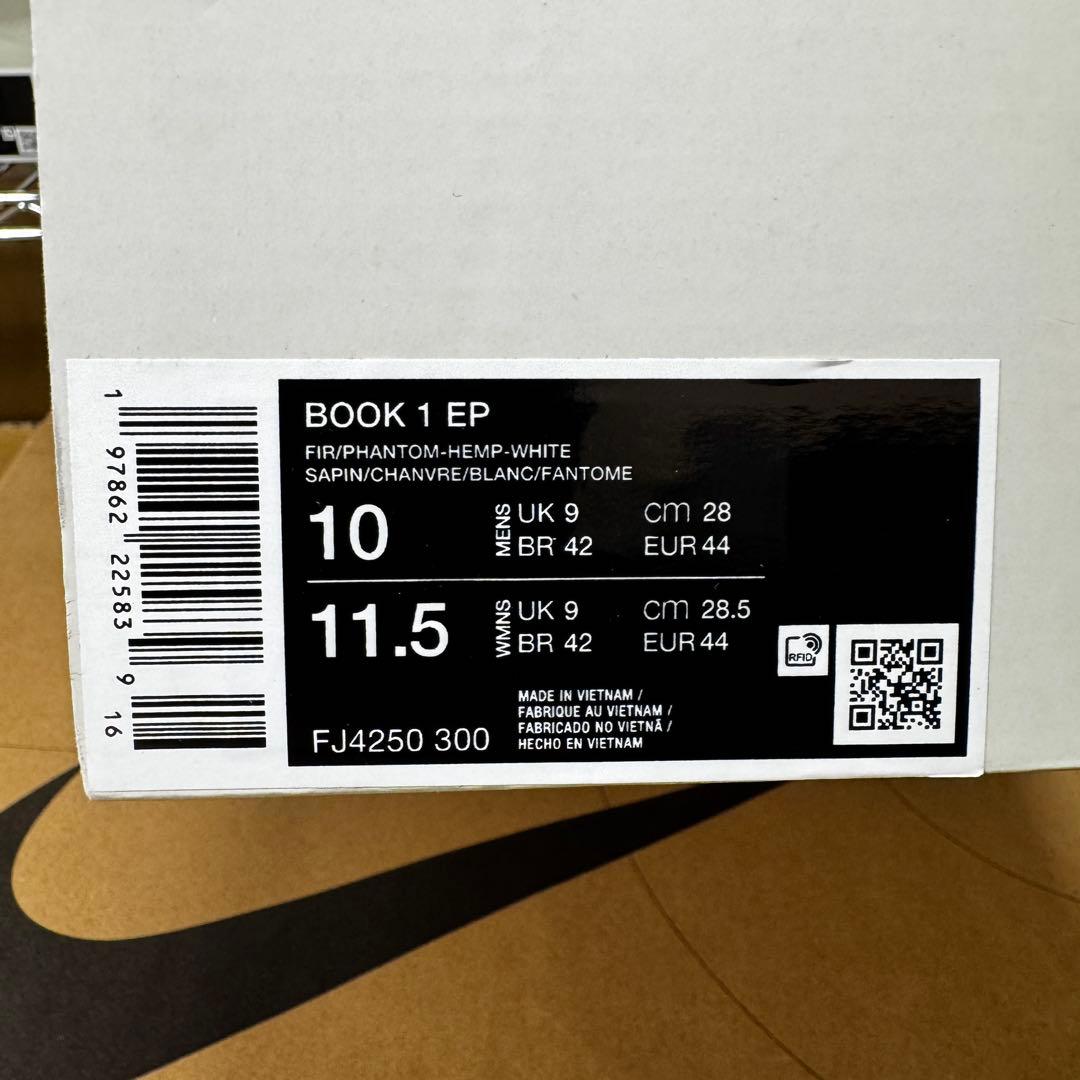 1
97862
22583
9
16
BOOK 1 EP
FIR/PHANTOM-HEMP-WHITE
SAPIN/CHANVRE/BLANC/FANTOME
10
MENS
UK 9 cm 28
BR 42 EUR 44
11.5
WMNS
UK 9 cm 28.5
BR 42 EUR 44
RFID
MADE IN VIETNAM /
FABRIQUE AU VIETNAM /
FABRICADO NO VIETNÃ /
HECHO EN VIETNAM
FJ4250 300